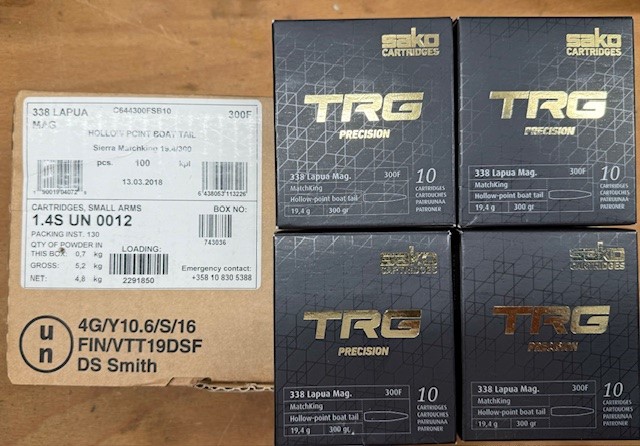 338 LAPUA MAG
C644300FSB10
300F
HOLLOW POINT BOAT TAIL
Sierra Matchking 19,4/300
pcs. 100 kpl
13.03.2018
6438053113226
CARTRIDGES, SMALL ARMS
1.4S UN 0012
PACKING INST. 130
QTY OF POWDER IN
THIS BOX: 0,7 kg
GROSS: 5,2 kg
NET: 4,8 kg
LOADING:
2291850
BOX NO:
743036
Emergency contact:
+358 10 830 5388
un
4G/Y10.6/S/16
FIN/VTT19DSF
DS Smith
sako
CARTRIDGES
TRG
PRECISION
338 Lapua Mag. 300F
MatchKing
Hollow-point boat tail
19,4 g 300 gr
10
CARTRIDGES
CARTOUCHES
PATRUUNAA
PATRONER
sako
CARTRIDGES
TRG
PRECISION
338 Lapua Mag. 300F
MatchKing
Hollow-point boat tail
19,4 g 300 gr
10
CARTRIDGES
CARTOUCHES
PATRUUNAA
PATRONER
sako
CARTRIDGES
TRG
PRECISION
338 Lapua Mag. 300F
MatchKing
Hollow-point boat tail
19,4 g 300 gr.
10
CARTRIDGES
CARTOUCHES
PATRUUNAA
PATRONER
sako
CARTRIDGES
TRG
PRECISION
338 Lapua Mag. 300F
MatchKing
Hollow-point boat tail
19,4 g 300 gr
10
CARTRIDGES
CARTOUCHES
PATRUUNAA
PATRONER